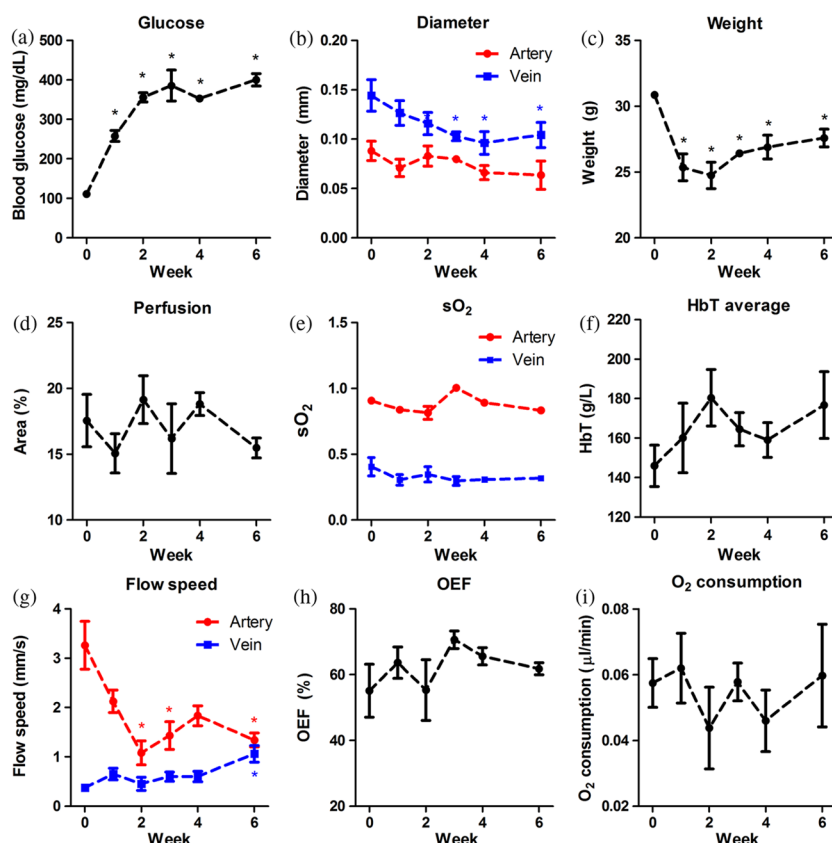 (a) Glucose
Blood glucose (mg/dL)
500
400
300
200
100
0
0 2 4 6
Week
* * * * *
(b) Diameter
Diameter (mm)
0.20
0.15
0.10
0.05
0.00
0 2 4 6
Week
Artery
Vein
* * *
(c) Weight
Weight (g)
35
30
25
20
0 2 4 6
Week
* * * * *
(d) Perfusion
Area (%)
25
20
15
10
0 2 4 6
Week
(e) sO₂
sO₂
1.5
1.0
0.5
0.0
0 2 4 6
Week
Artery
Vein
(f) HbT average
HbT (g/L)
220
200
180
160
140
120
0 2 4 6
Week
(g) Flow speed
Flow speed (mm/s)
4
3
2
1
0
0 2 4 6
Week
Artery
Vein
* * *
*
(h) OEF
OEF (%)
80
60
40
20
0 2 4 6
Week
(i) O₂ consumption
O₂ consumption (μl/min)
0.08
0.06
0.04
0.02
0 2 4 6
Week